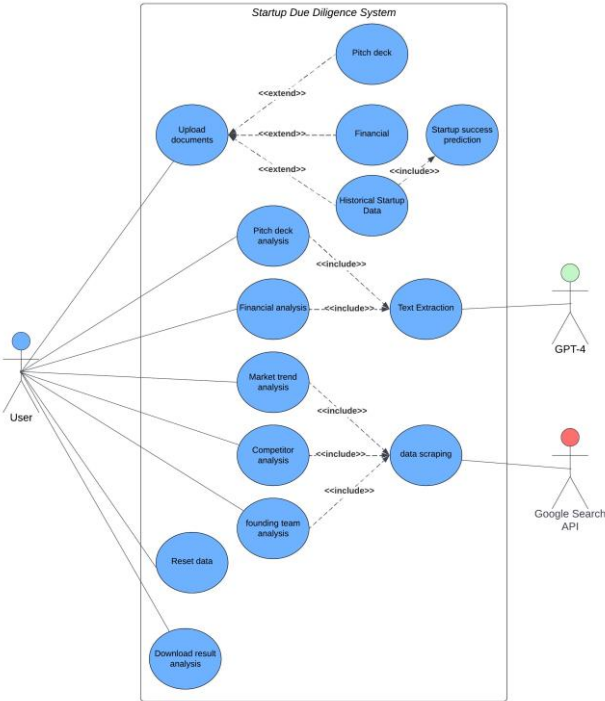 Startup Due Diligence System
Pitch deck
<<extend>>
Upload
documents
<<extend>>
Financial
Startup success
prediction
<<extend>>
<<include>>
Historical Startup
Data
Pitch deck
analysis
<<include>>
Financial analysis
<<include>>
Text Extraction
GPT-4
User
Market trend
analysis
<<include>>
Competitor
analysis
<<include>>
data scraping
<<include>>
founding team
analysis
Google Search
API
Reset data
Download result
analysis